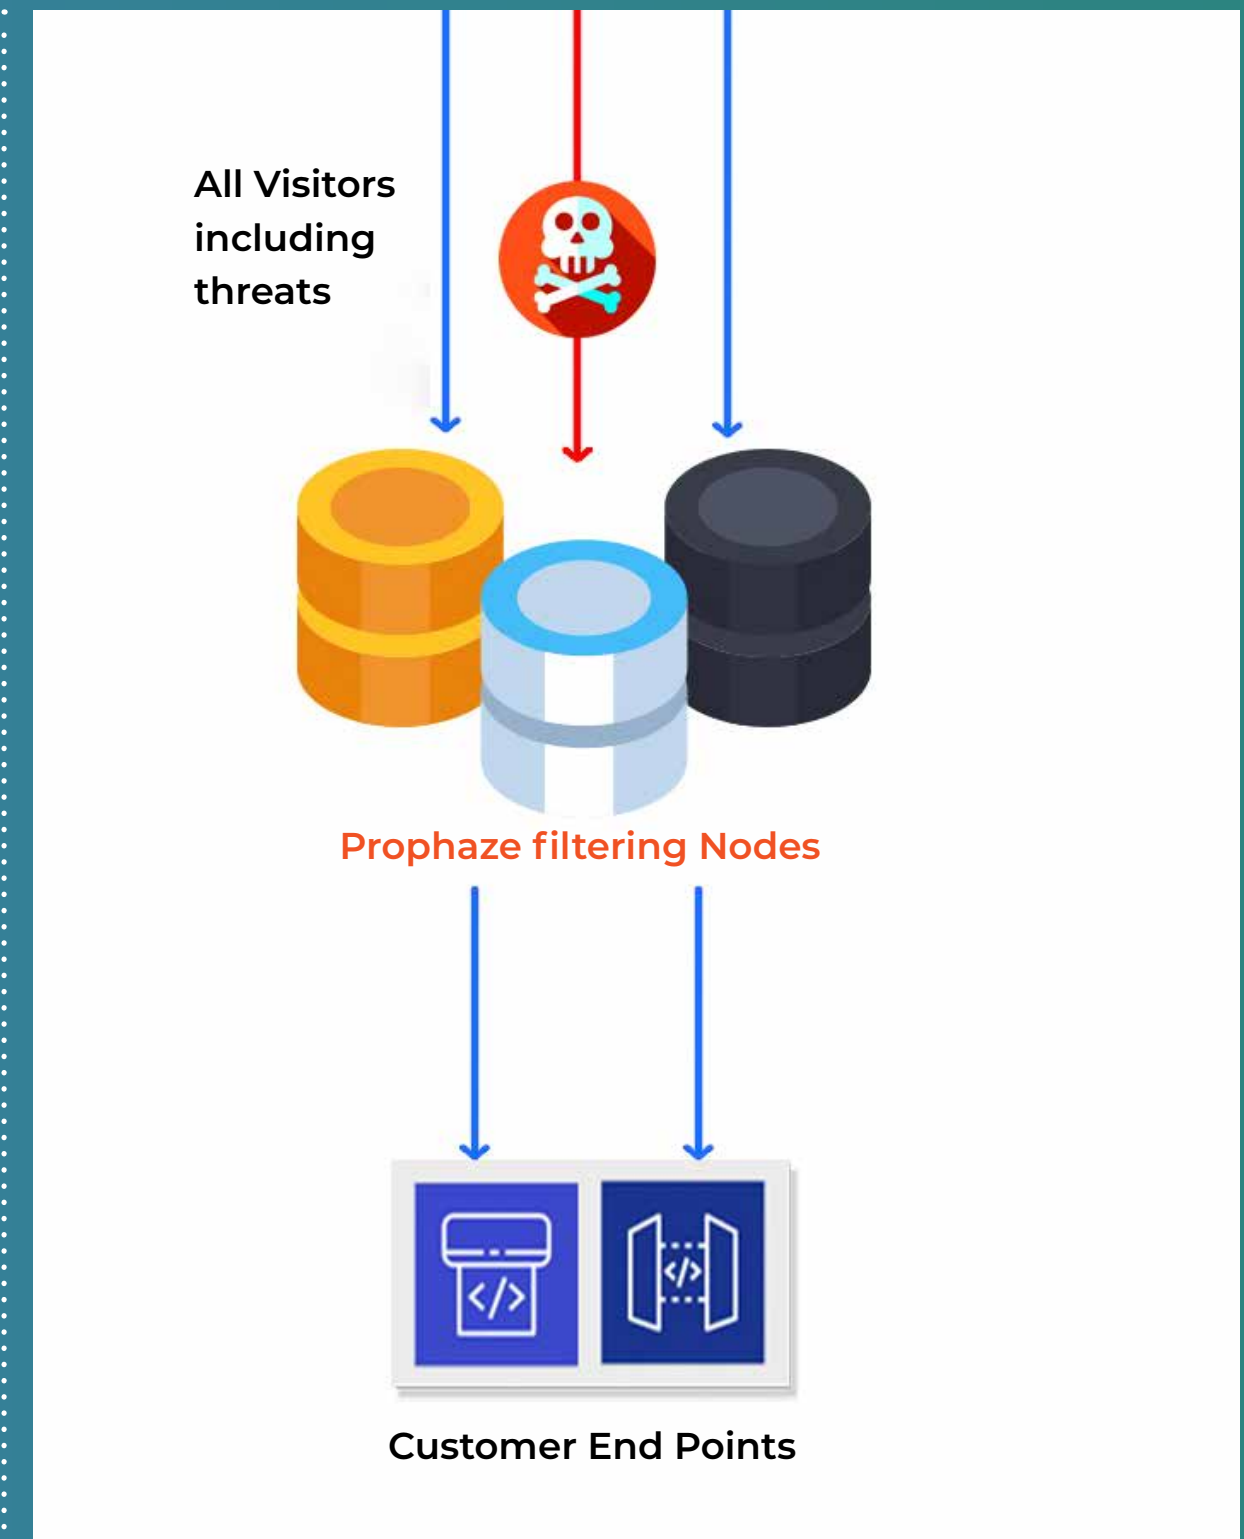 All Visitors
including
threats
Prophaze filtering Nodes
</>
</>
Customer End Points